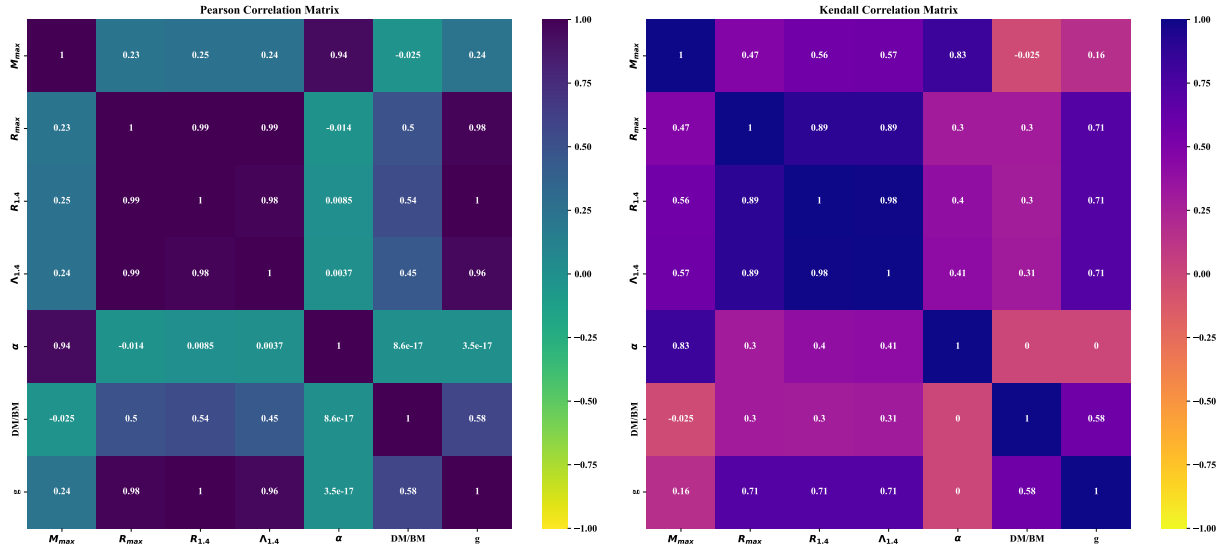 Pearson Correlation Matrix
M_max 1 0.23 0.25 0.24 0.94 -0.025 0.24
R_max 0.23 1 0.99 0.99 -0.014 0.5 0.98
R_1.4 0.25 0.99 1 0.98 0.0085 0.54 1
Λ_1.4 0.24 0.99 0.98 1 0.0037 0.45 0.96
α 0.94 -0.014 0.0085 0.0037 1 8.6e-17 3.5e-17
DM/BM -0.025 0.5 0.54 0.45 8.6e-17 1 0.58
g 0.24 0.98 1 0.96 3.5e-17 0.58 1
M_max R_max R_1.4 Λ_1.4 α DM/BM g
1.00
0.75
0.50
0.25
0.00
−0.25
−0.50
−0.75
−1.00
Kendall Correlation Matrix
M_max 1 0.47 0.56 0.57 0.83 -0.025 0.16
R_max 0.47 1 0.89 0.89 0.3 0.3 0.71
R_1.4 0.56 0.89 1 0.98 0.4 0.3 0.71
Λ_1.4 0.57 0.89 0.98 1 0.41 0.31 0.71
α 0.83 0.3 0.4 0.41 1 0 0
DM/BM -0.025 0.3 0.3 0.31 0 1 0.58
g 0.16 0.71 0.71 0.71 0 0.58 1
M_max R_max R_1.4 Λ_1.4 α DM/BM g
1.00
0.75
0.50
0.25
0.00
−0.25
−0.50
−0.75
−1.00